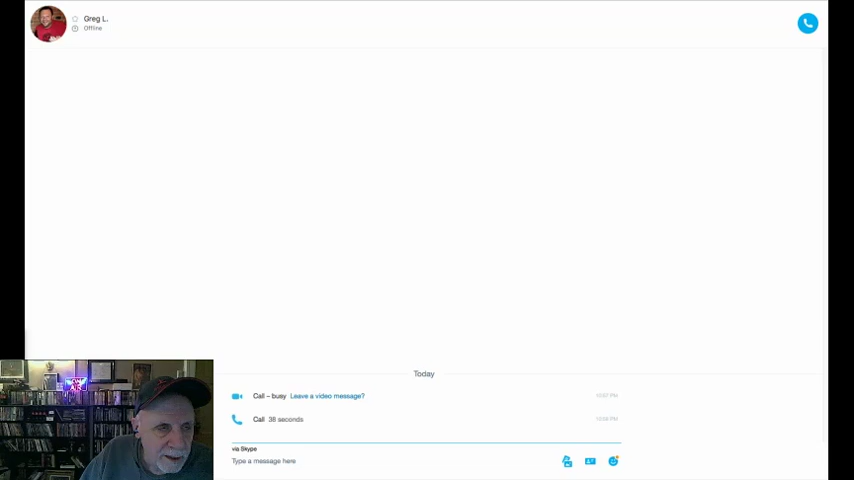 Greg L.
Offline
Today
Call – busy Leave a video message?
Call 38 seconds
via Skype
Type a message here